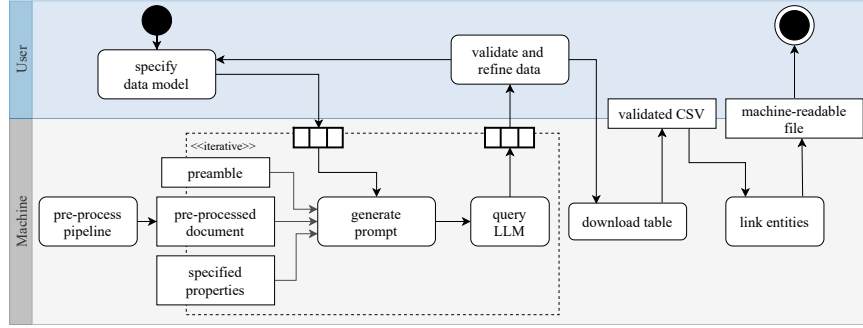 User
specify
data model
validate and
refine data
validated CSV
machine-readable
file
Machine
<<iterative>>
preamble
pre-process
pipeline
pre-processed
document
specified
properties
generate
prompt
query
LLM
download table
link entities